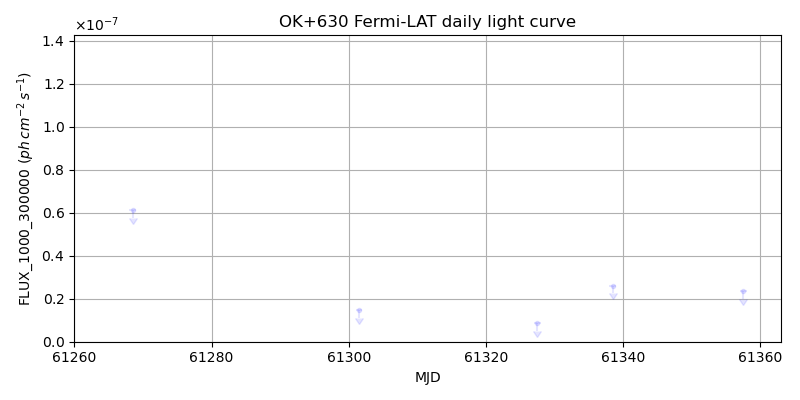 OK+630 Fermi-LAT daily light curve
×10⁻⁷
1.4
1.2
1.0
0.8
0.6
0.4
0.2
0.0
FLUX_1000_300000 (ph cm⁻² s⁻¹)
61260 61280 61300 61320 61340 61360
MJD